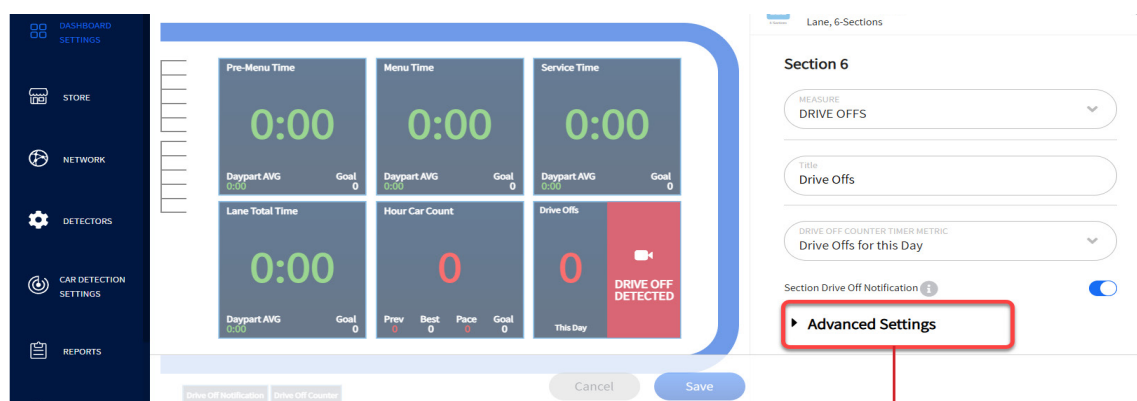 DASHBOARD
SETTINGS
STORE
NETWORK
DETECTORS
CAR DETECTION
SETTINGS
REPORTS
Pre-Menu Time
0:00
Daypart AVG Goal
0:00 0
Menu Time
0:00
Daypart AVG Goal
0:00 0
Service Time
0:00
Daypart AVG Goal
0:00 0
Lane Total Time
0:00
Daypart AVG Goal
0:00 0
Hour Car Count
0
Prev Best Pace Goal
0 0 0 0
Drive Offs
0
This Day
DRIVE OFF
DETECTED
Drive Off Notification Drive Off Counter
Cancel Save
Lane, 6-Sections
Section 6
MEASURE
DRIVE OFFS
Title
Drive Offs
DRIVE OFF COUNTER TIMER METRIC
Drive Offs for this Day
Section Drive Off Notification i
Advanced Settings